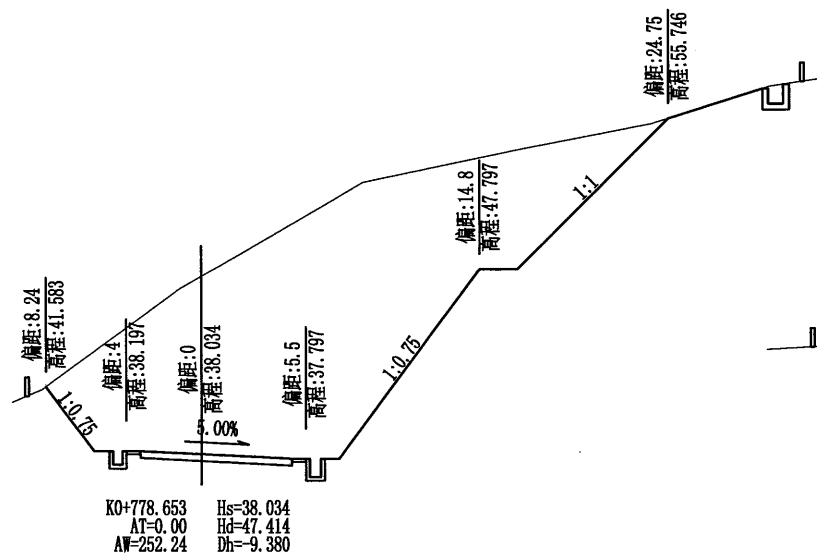 偏距:24.75
高程:55.746
偏距:14.8
高程:47.797
1:1
偏距:8.24
高程:41.583
偏距:4
高程:38.197
偏距:0
高程:38.034
偏距:5.5
高程:37.797
1:0.75
1:0.75
5.00%
K0+778.653 Hs=38.034
AT=0.00 Hd=47.414
AW=252.24 Dh=-9.380